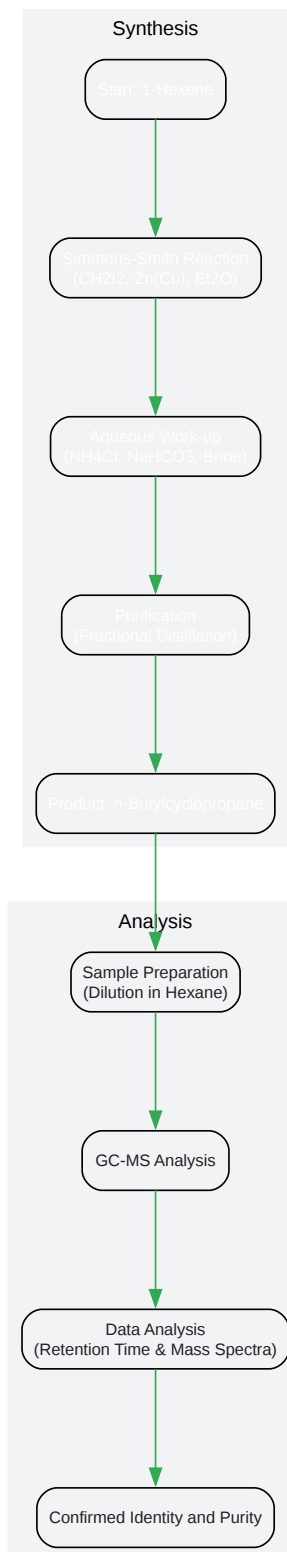 Synthesis
Start: 1-Hexene
Simmons-Smith Reaction
(CH2I2, Zn(Cu), Et2O)
Aqueous Work-up
(NH4Cl, NaHCO3, Brine)
Purification
(Fractional Distillation)
Product: n-Butylcyclopropane
Analysis
Sample Preparation
(Dilution in Hexane)
GC-MS Analysis
Data Analysis
(Retention Time & Mass Spectra)
Confirmed Identity and Purity